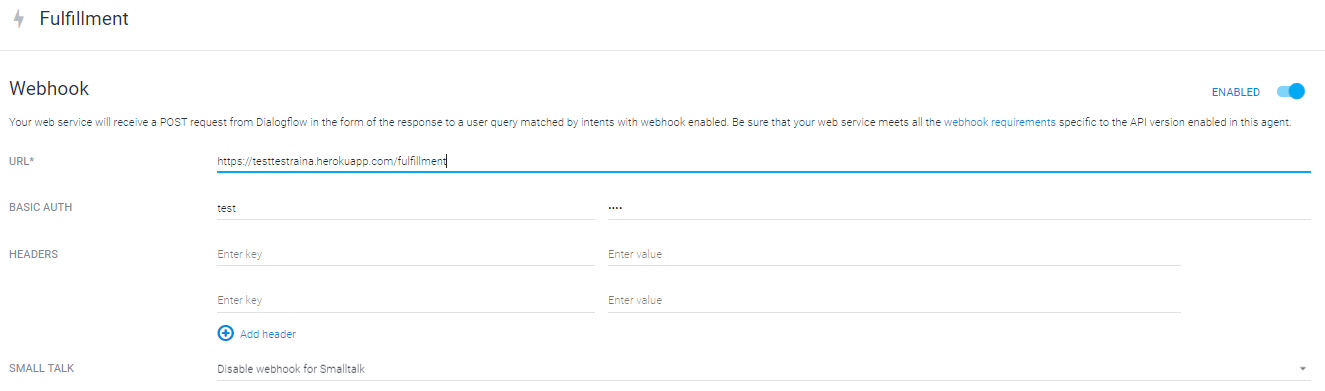 Fulfillment
Webhook
ENABLED
Your web service will receive a POST request from Dialogflow in the form of the response to a user query matched by intents with webhook enabled. Be sure that your web service meets all the webhook requirements specific to the API version enabled in this agent.
URL*
https://testtestraina.herokuapp.com/fulfillment
BASIC AUTH
test
••••
HEADERS
Enter key
Enter value
Enter key
Enter value
Add header
SMALL TALK
Disable webhook for Smalltalk